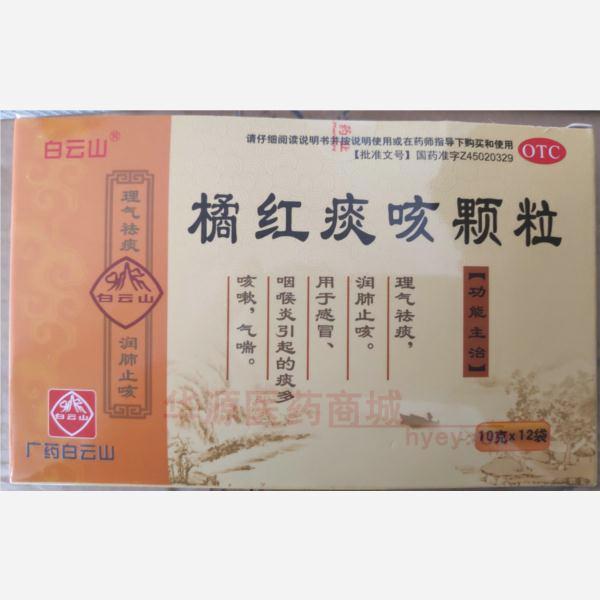 白云山®
理气祛痰
白云山
润肺止咳
白云山
广药白云山
请仔细阅读说明书并按说明使用或在药师指导下购买和使用
【批准文号】国药准字Z45020329
OTC
橘红痰咳颗粒
【功能主治】
理气祛痰，
润肺止咳。
用于感冒、
咽喉炎引起的痰多
咳嗽，气喘。
华源医药商城
hyey
10克×12袋